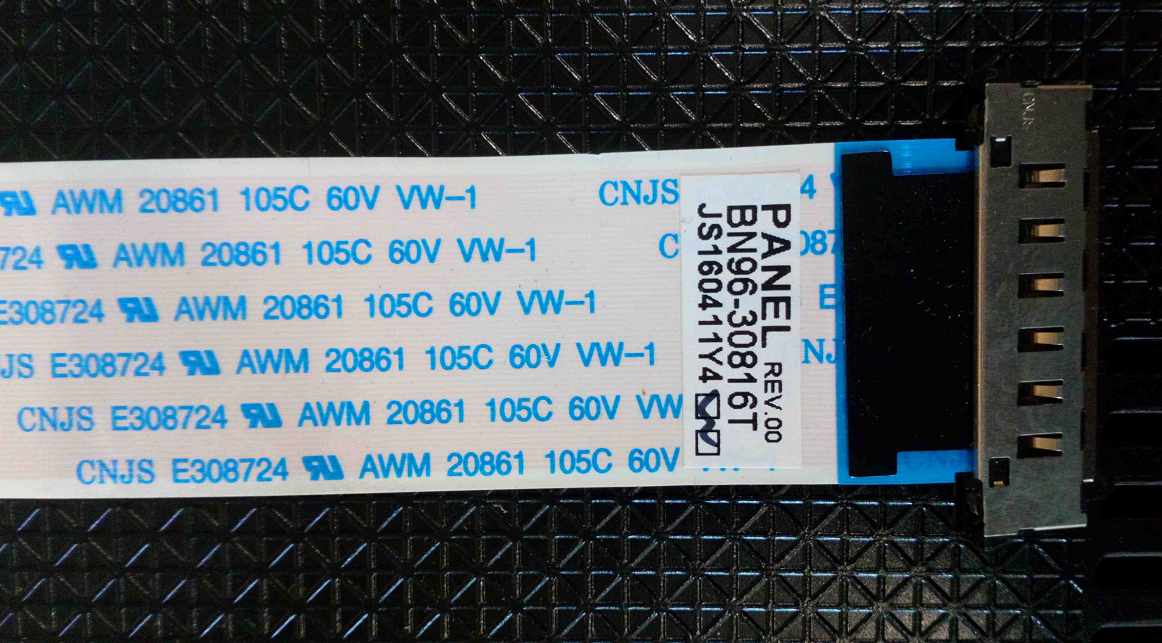 AWM 20861 105C 60V VW-1 CNJS
724 AWM 20861 105C 60V VW-1
E308724 AWM 20861 105C 60V VW-1
JS E308724 AWM 20861 105C 60V VW-1
CNJS E308724 AWM 20861 105C 60V VW
CNJS E308724 AWM 20861 105C 60V
PANEL REV.00
BN96-30816T
JS160411Y4
CNJS